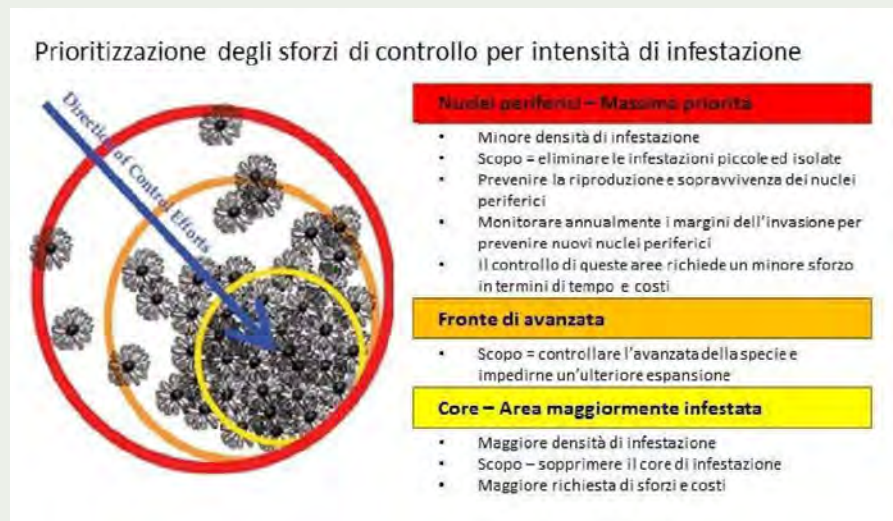 Prioritizzazione degli sforzi di controllo per intensità di infestazione
Direction of Control Efforts
Nuclei periferici – Massima priorità
• Minore densità di infestazione
• Scopo = eliminare le infestazioni piccole ed isolate
• Prevenire la riproduzione e sopravvivenza dei nuclei
periferici
• Monitorare annualmente i margini dell'invasione per
prevenire nuovi nuclei periferici
• Il controllo di queste aree richiede un minore sforzo
in termini di tempo e costi
Fronte di avanzata
• Scopo = controllare l'avanzata della specie e
impedirne un'ulteriore espansione
Core – Area maggiormente infestata
• Maggiore densità di infestazione
• Scopo – sopprimere il core di infestazione
• Maggiore richiesta di sforzi e costi